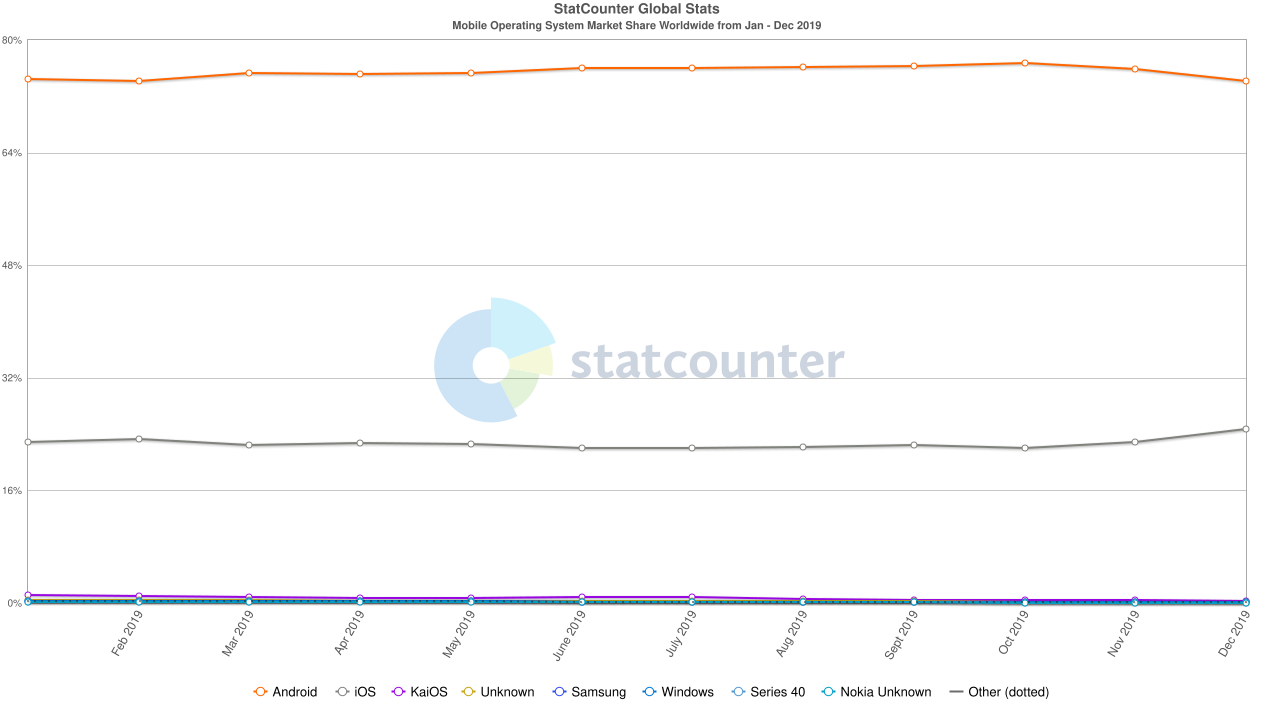 StatCounter Global Stats
Mobile Operating System Market Share Worldwide from Jan - Dec 2019
80%
64%
48%
32%
16%
0%
statcounter
Feb 2019
Mar 2019
Apr 2019
May 2019
June 2019
July 2019
Aug 2019
Sept 2019
Oct 2019
Nov 2019
Dec 2019
Android iOS KaiOS Unknown Samsung Windows Series 40 Nokia Unknown Other (dotted)